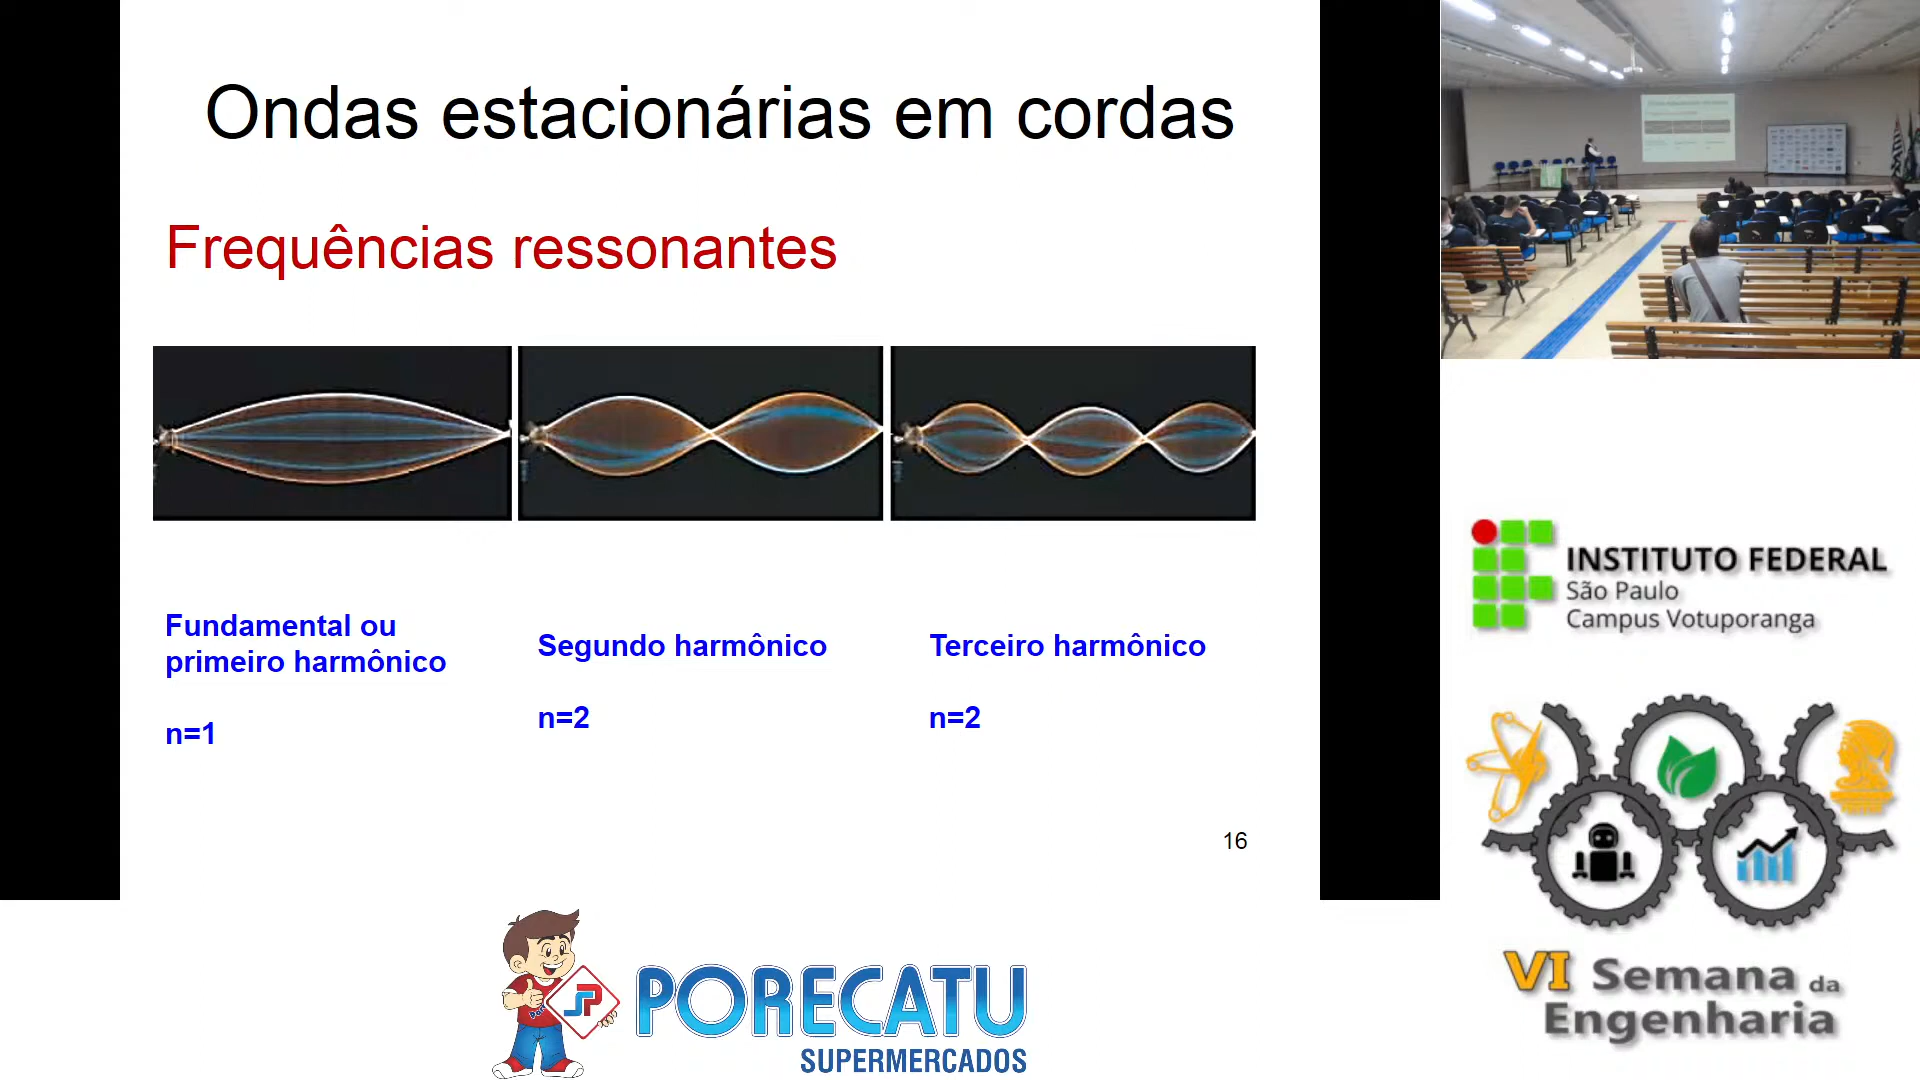 Ondas estacionárias em cordas
Frequências ressonantes
Fundamental ou
primeiro harmônico
n=1
Segundo harmônico
n=2
Terceiro harmônico
n=2
16
INSTITUTO FEDERAL
São Paulo
Campus Votuporanga
VI Semana da
Engenharia
PORECATU
SUPERMERCADOS